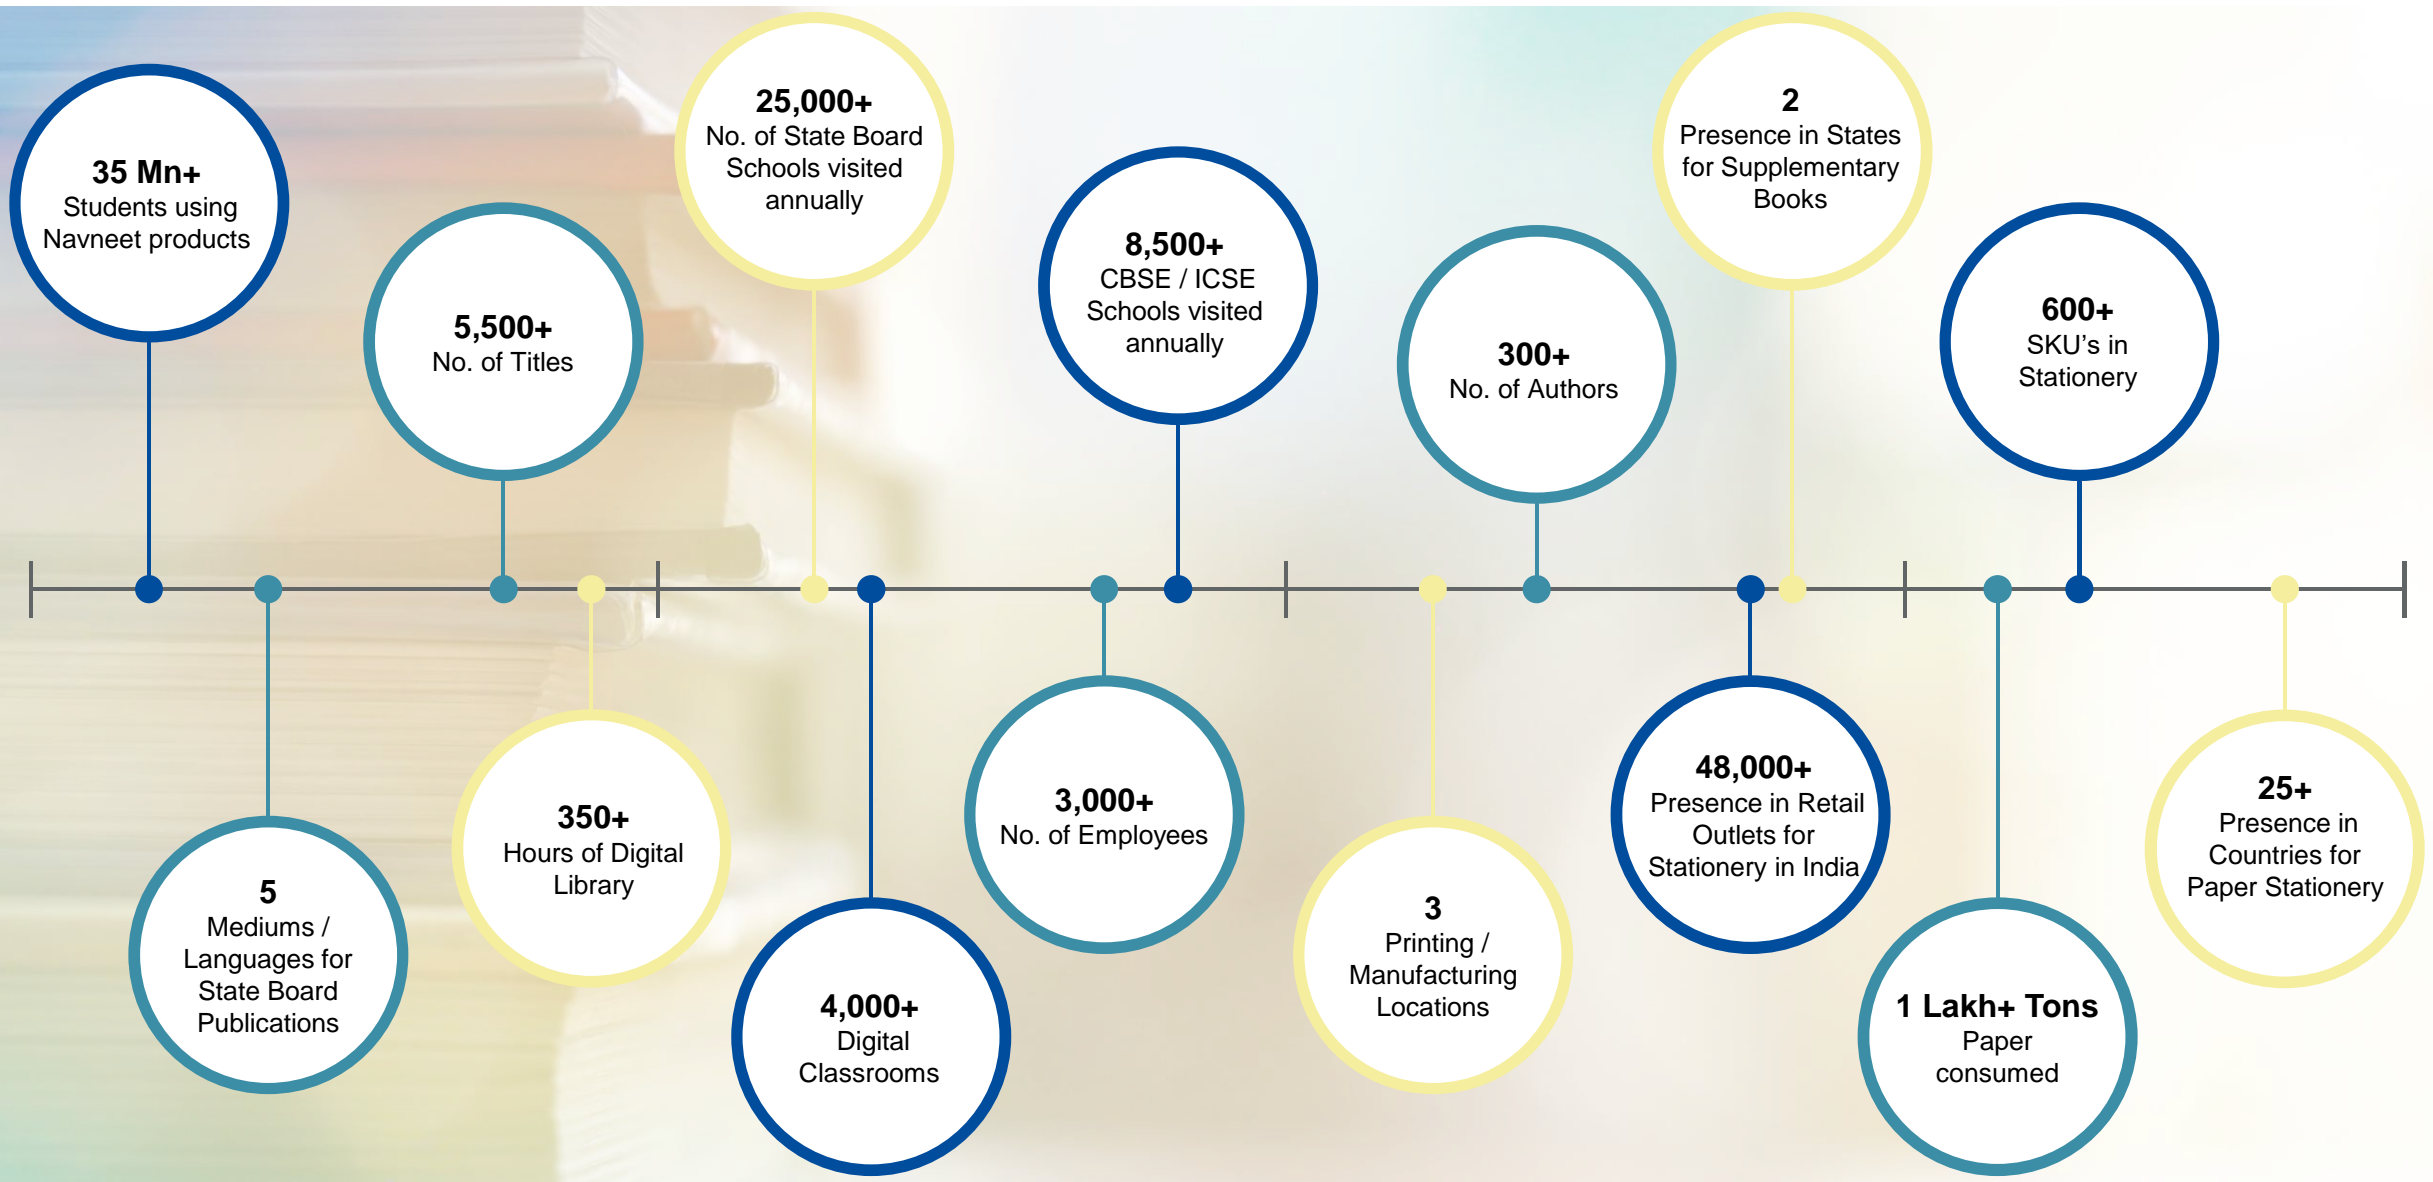 35 Mn+
Students using
Navneet products
5
Mediums /
Languages for
State Board
Publications
5,500+
No. of Titles
350+
Hours of Digital
Library
25,000+
No. of State Board
Schools visited
annually
4,000+
Digital
Classrooms
3,000+
No. of Employees
8,500+
CBSE / ICSE
Schools visited
annually
3
Printing /
Manufacturing
Locations
300+
No. of Authors
48,000+
Presence in Retail
Outlets for
Stationery in India
2
Presence in States
for Supplementary
Books
1 Lakh+ Tons
Paper
consumed
600+
SKU’s in
Stationery
25+
Presence in
Countries for
Paper Stationery